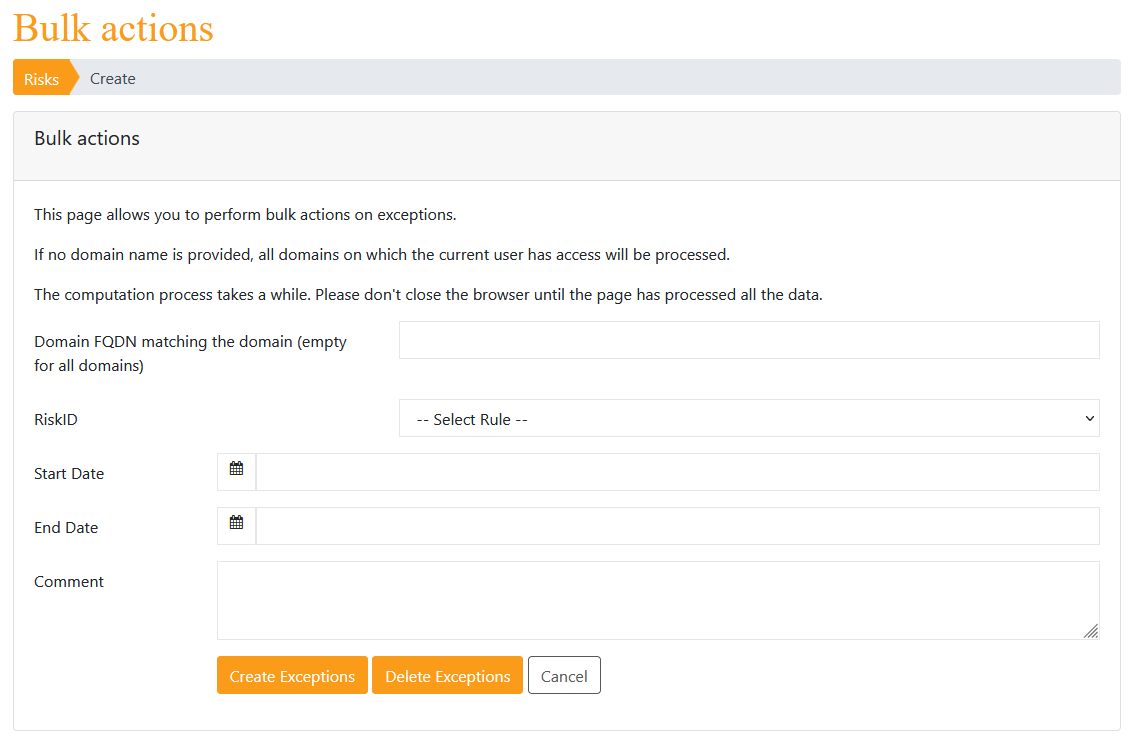 Bulk actions
Risks
Create
Bulk actions
This page allows you to perform bulk actions on exceptions.
If no domain name is provided, all domains on which the current user has access will be processed.
The computation process takes a while. Please don't close the browser until the page has processed all the data.
Domain FQDN matching the domain (empty
for all domains)
RiskID
-- Select Rule --
Start Date
End Date
Comment
Create Exceptions
Delete Exceptions
Cancel